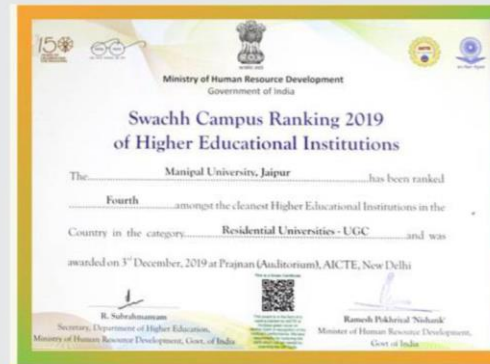 Ministry of Human Resource Development
Government of India
Swachh Campus Ranking 2019
of Higher Educational Institutions
The Manipal University, Jaipur has been ranked
Fourth amongst the cleanest Higher Educational Institutions in the
Country in the category Residential Universities - UGC and was
awarded on 3rd December, 2019 at Prajnan (Auditorium), AICTE, New Delhi
R. Subrahmanyam
Secretary, Department of Higher Education,
Ministry of Human Resource Development, Govt. of India
Ramesh Pokhriyal 'Nishank'
Minister of Human Resource Development,
Govt of India